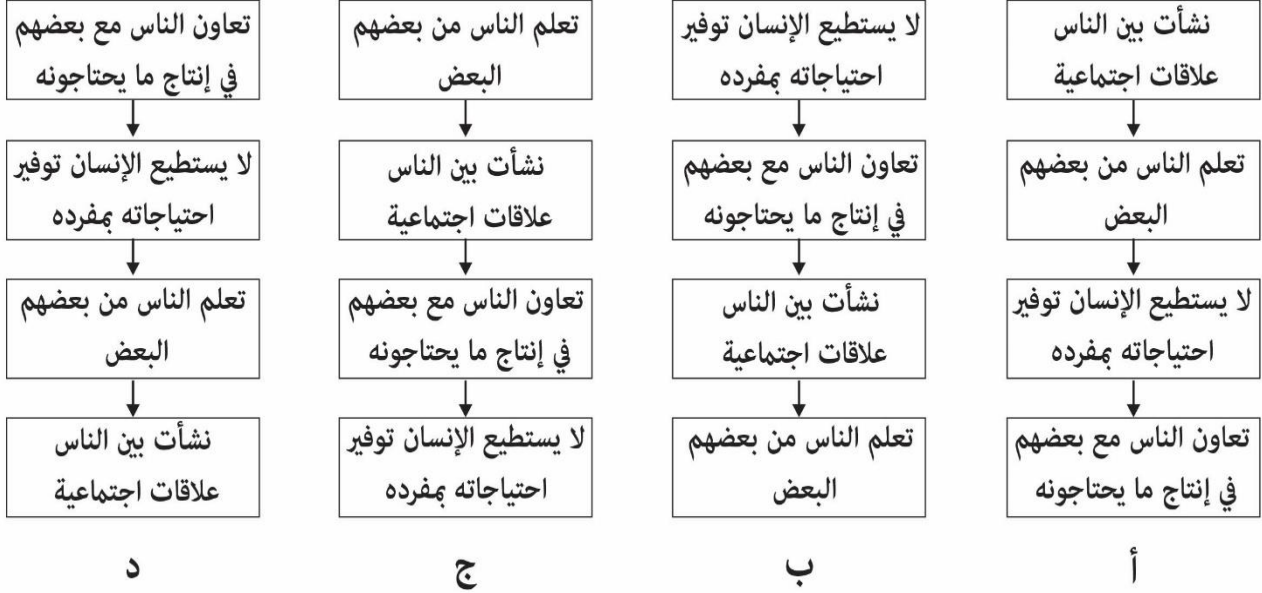 نشأت بين الناس
علاقات اجتماعية
تعلم الناس من بعضهم
البعض
لا يستطيع الإنسان توفير
احتياجاته بمفرده
تعاون الناس مع بعضهم
في إنتاج ما يحتاجونه
أ
لا يستطيع الإنسان توفير
احتياجاته بمفرده
تعاون الناس مع بعضهم
في إنتاج ما يحتاجونه
نشأت بين الناس
علاقات اجتماعية
تعلم الناس من بعضهم
البعض
ب
تعلم الناس من بعضهم
البعض
نشأت بين الناس
علاقات اجتماعية
تعاون الناس مع بعضهم
في إنتاج ما يحتاجونه
لا يستطيع الإنسان توفير
احتياجاته بمفرده
ج
تعاون الناس مع بعضهم
في إنتاج ما يحتاجونه
لا يستطيع الإنسان توفير
احتياجاته بمفرده
تعلم الناس من بعضهم
البعض
نشأت بين الناس
علاقات اجتماعية
د